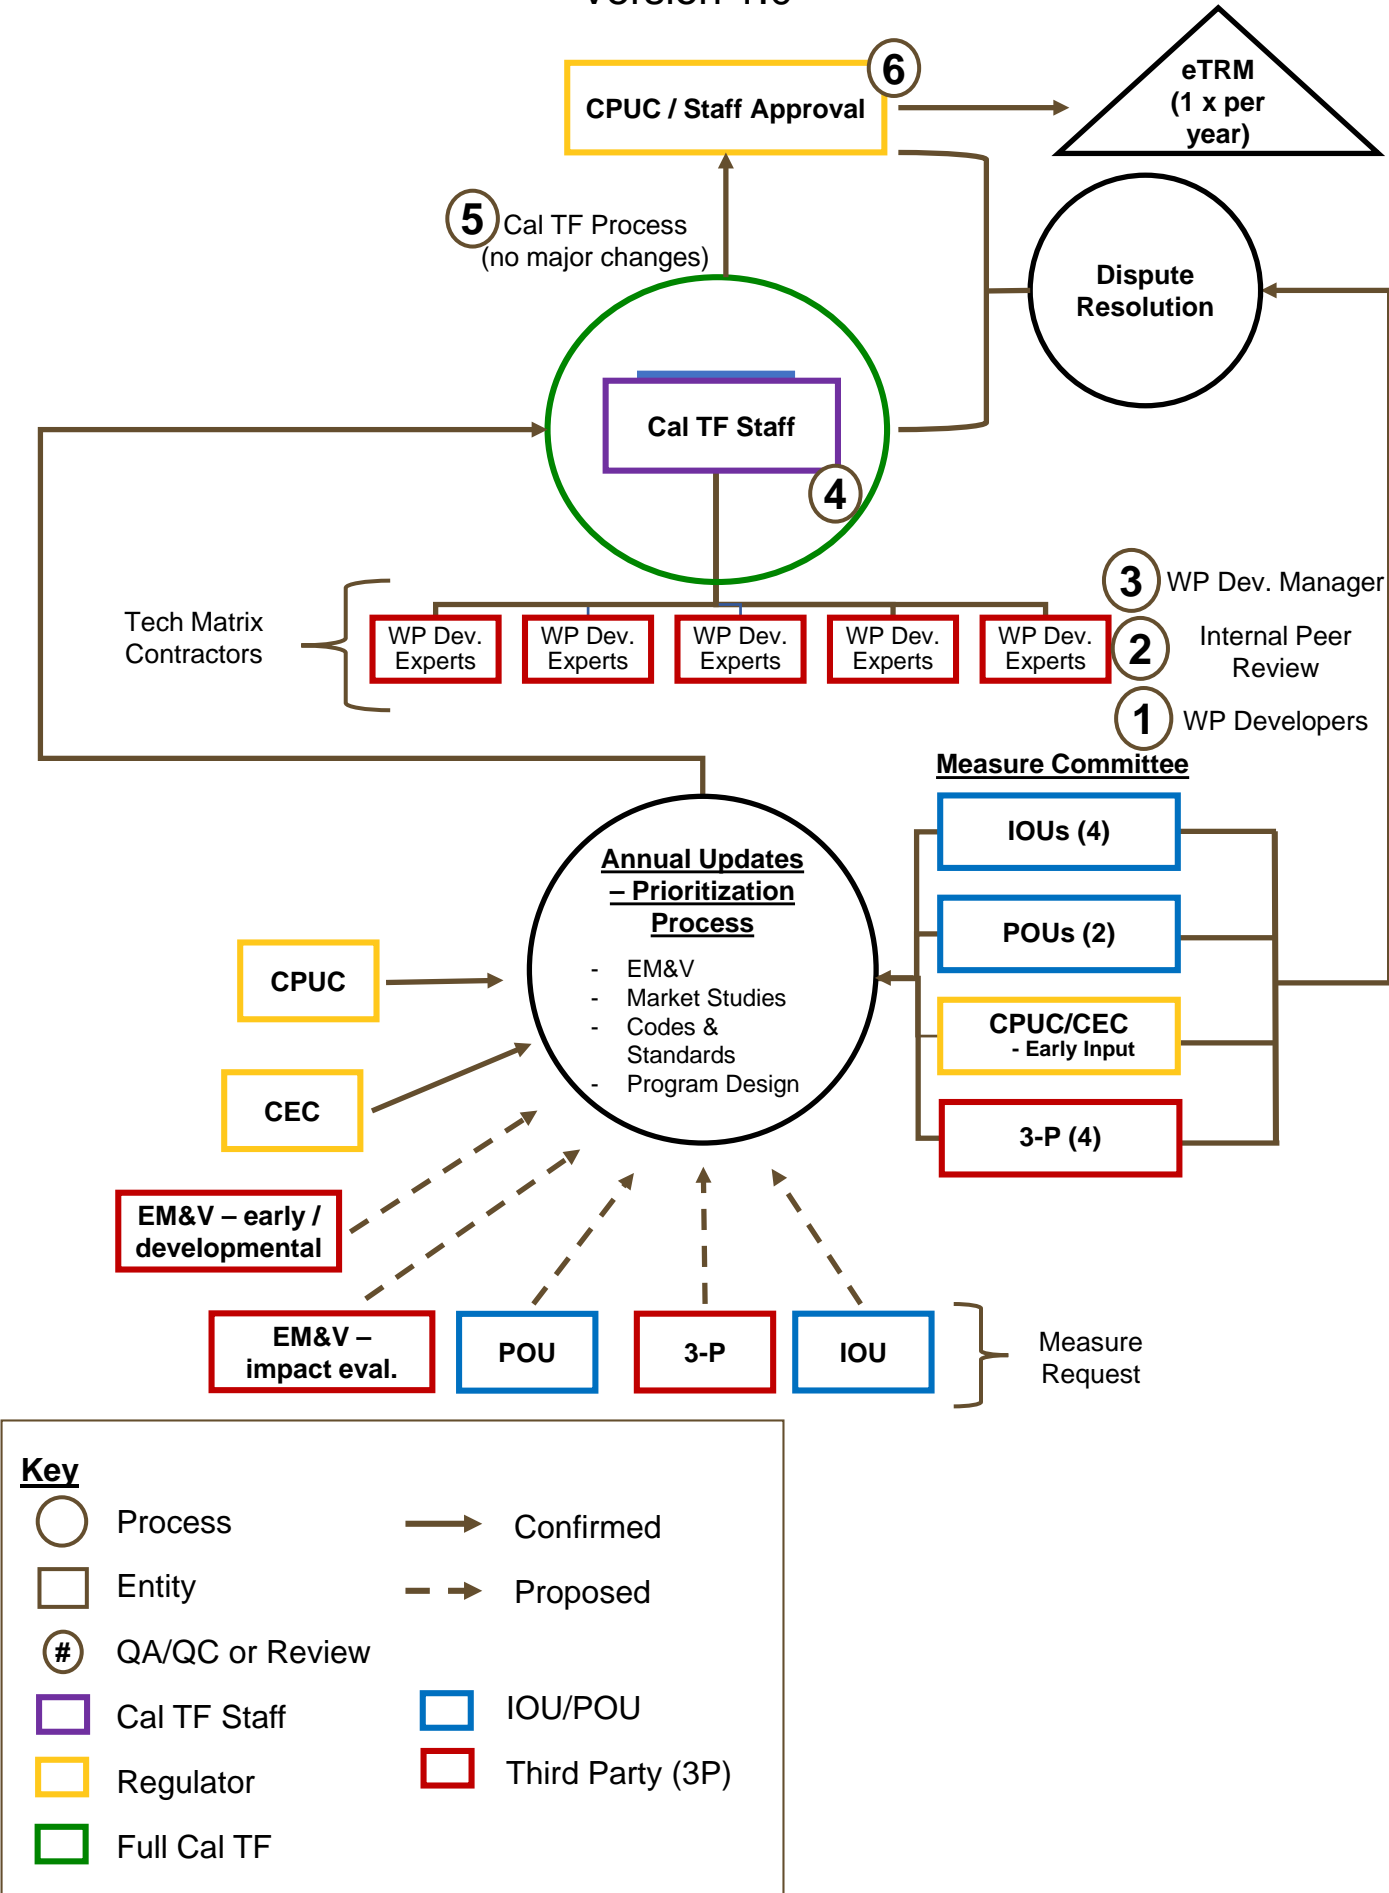 6
CPUC / Staff Approval
eTRM
(1 x per
year)
5
Cal TF Process
(no major changes)
Dispute
Resolution
Cal TF Staff
4
3
WP Dev. Manager
Tech Matrix
Contractors
WP Dev.
Experts
WP Dev.
Experts
WP Dev.
Experts
WP Dev.
Experts
WP Dev.
Experts
2
Internal Peer
Review
1
WP Developers
Measure Committee
IOUs (4)
POUs (2)
CPUC/CEC
- Early Input
3-P (4)
Annual Updates
– Prioritization
Process
- EM&V
- Market Studies
- Codes &
Standards
- Program Design
CPUC
CEC
EM&V – early /
developmental
EM&V –
impact eval.
POU
3-P
IOU
Measure
Request
Key
Process
Confirmed
Entity
Proposed
#
QA/QC or Review
Cal TF Staff
IOU/POU
Regulator
Third Party (3P)
Full Cal TF